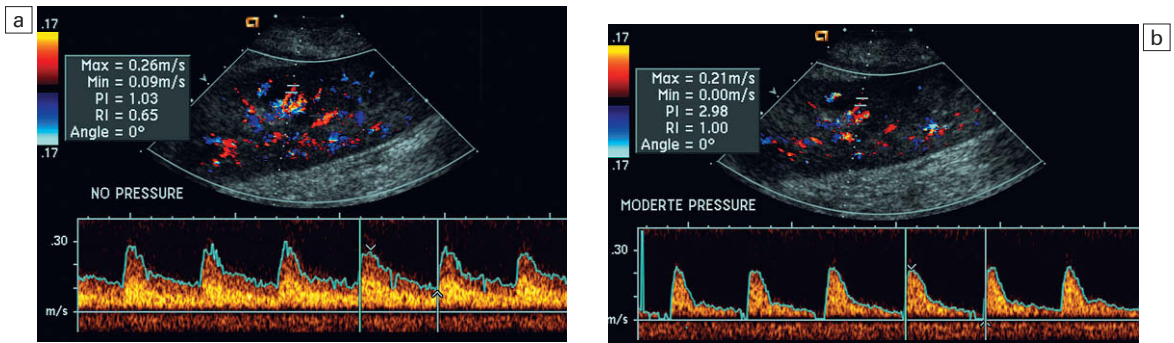 a
.17
Max = 0.26m/s
Min = 0.09m/s
PI = 1.03
RI = 0.65
Angle = 0°
.17
NO PRESSURE
.30
m/s
b
.17
Max = 0.21m/s
Min = 0.00m/s
PI = 2.98
RI = 1.00
Angle = 0°
.17
MODERTE PRESSURE
.30
m/s